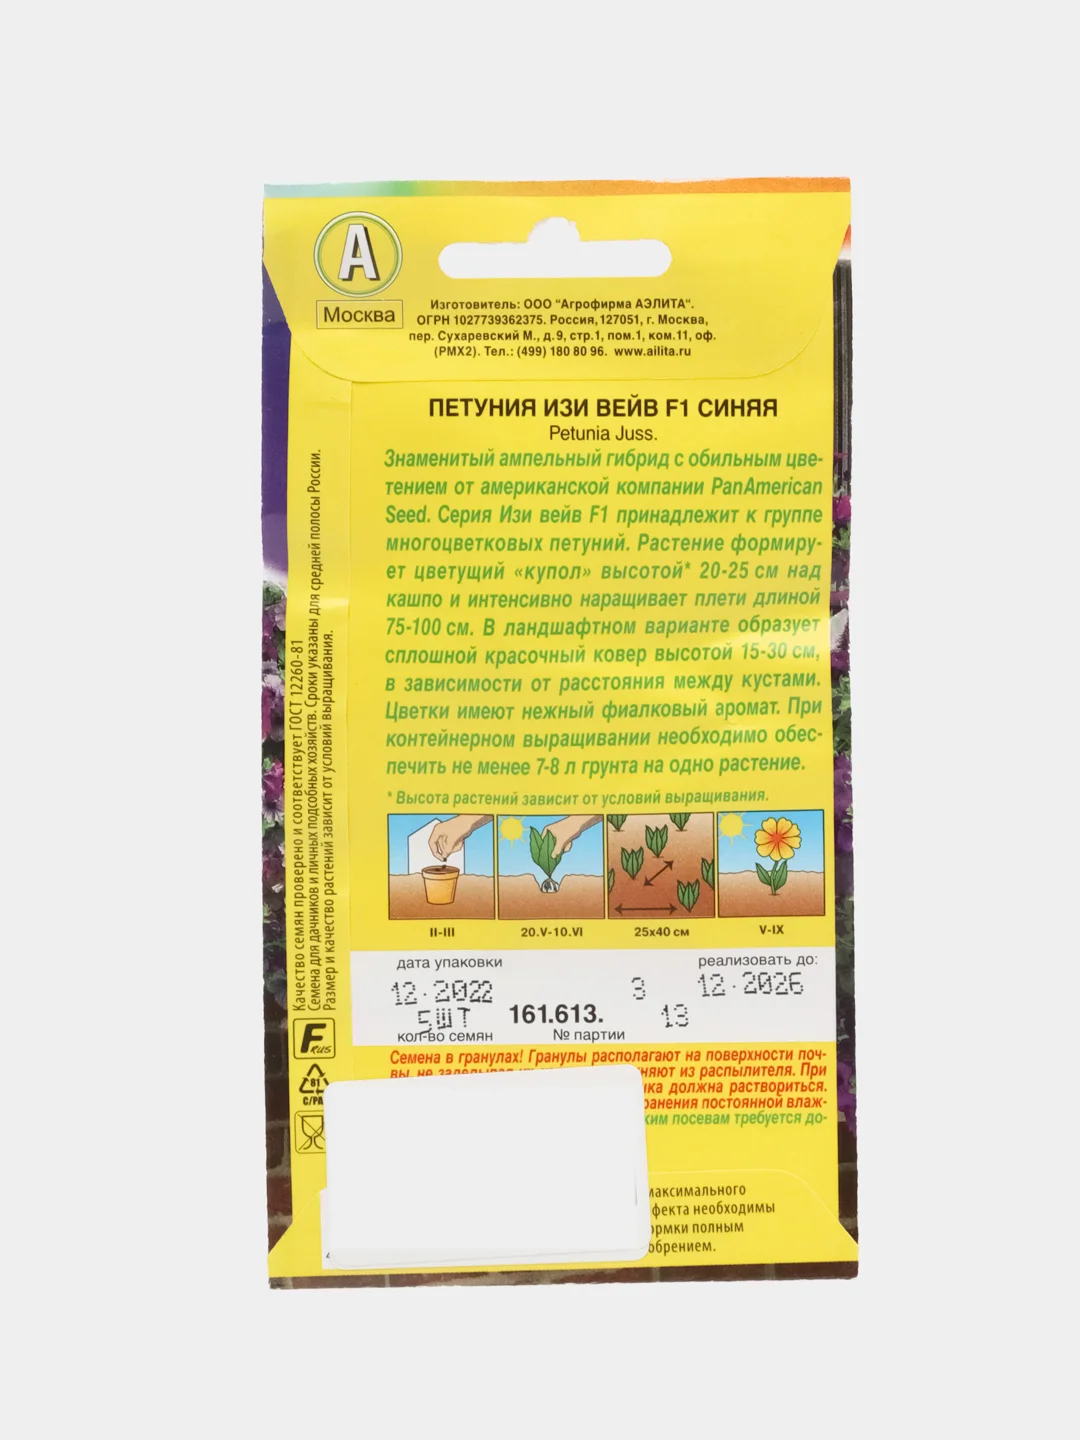 А
Москва
Изготовитель: ООО "Агрофирма АЭЛИТА".
ОГРН 1027739362375. Россия,127051, г. Москва,
пер. Сухаревский М., д.9, стр.1, пом.1, ком.11, оф.
(РМХ2). Тел.: (499) 180 80 96. www.ailita.ru
ПЕТУНИЯ ИЗИ ВЕЙВ F1 СИНЯЯ
Petunia Juss.
Знаменитый ампельный гибрид с обильным цве-
тением от американской компании PanAmerican
Seed. Серия Изи вейв F1 принадлежит к группе
многоцветковых петуний. Растение формиру-
ет цветущий «купол» высотой* 20-25 см над
кашпо и интенсивно наращивает плети длиной
75-100 см. В ландшафтном варианте образует
сплошной красочный ковер высотой 15-30 см,
в зависимости от расстояния между кустами.
Цветки имеют нежный фиалковый аромат. При
контейнерном выращивании необходимо обес-
печить не менее 7-8 л грунта на одно растение.
* Высота растений зависит от условий выращивания.
II-III
20.V-10.VI
25x40 см
V-IX
дата упаковки
реализовать до:
12.2022
3
12.2026
5ШТ
161.613.
13
кол-во семян
№ партии
Семена в гранулах! Гранулы располагают на поверхности поч-
вы, не
из распылителя. При
должна раствориться.
постоянной влаж-
посевам требуется до-
максимального
необходимы
полным
Качество семян проверено и соответствует ГОСТ 12260-81
Семена для дачников и личных подсобных хозяйств. Сроки указаны для средней полосы России.
Размер и качество растений зависит от условий выращивания.
F RUS
81
C/PAP